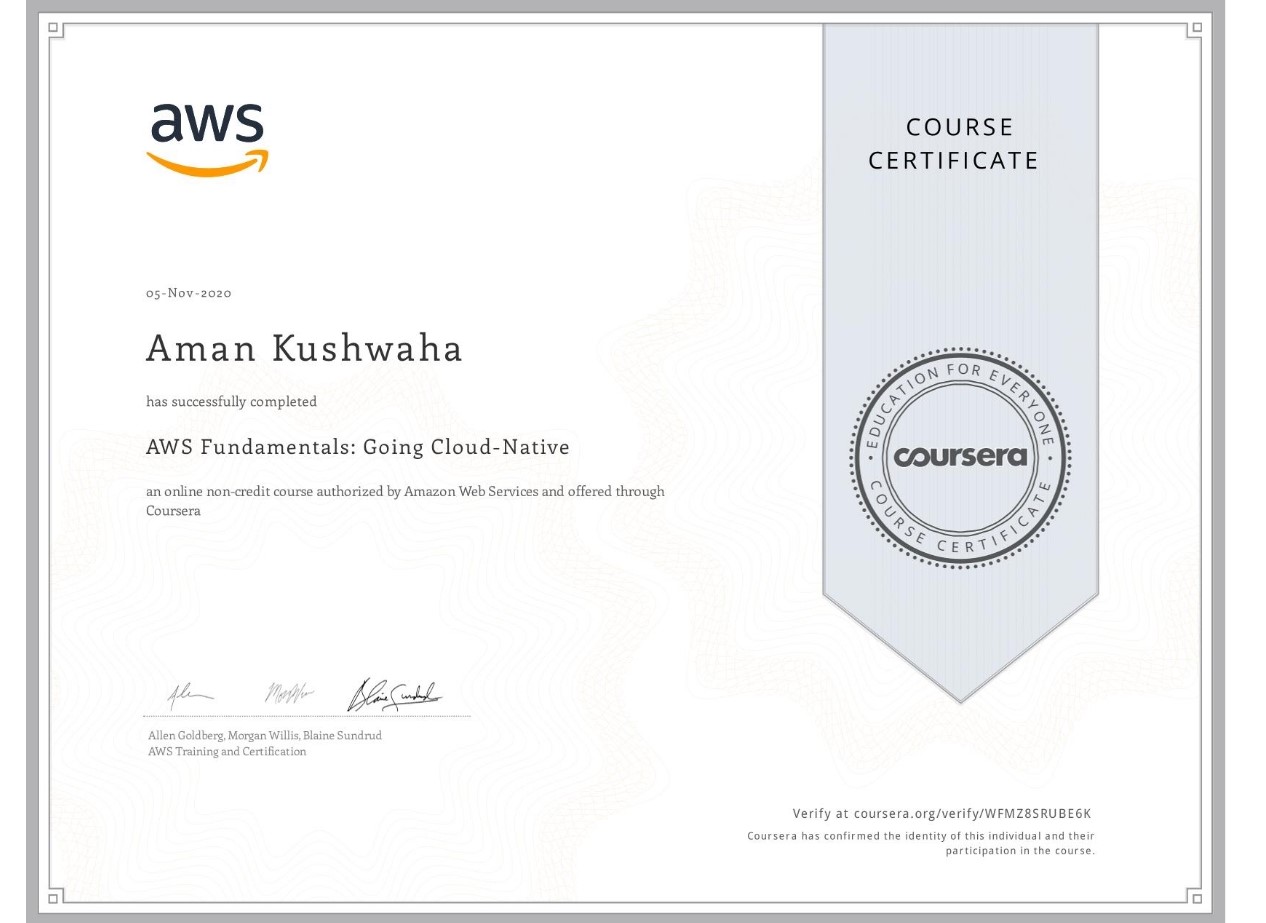 aws
COURSE
CERTIFICATE
05-Nov-2020
Aman Kushwaha
has successfully completed
AWS Fundamentals: Going Cloud-Native
an online non-credit course authorized by Amazon Web Services and offered through
Coursera
EDUCATION FOR EVERYONE
coursera
COURSE CERTIFICATE
Allen Goldberg, Morgan Willis, Blaine Sundrud
AWS Training and Certification
Verify at coursera.org/verify/WFMZ8SRUBE6K
Coursera has confirmed the identity of this individual and their
participation in the course.